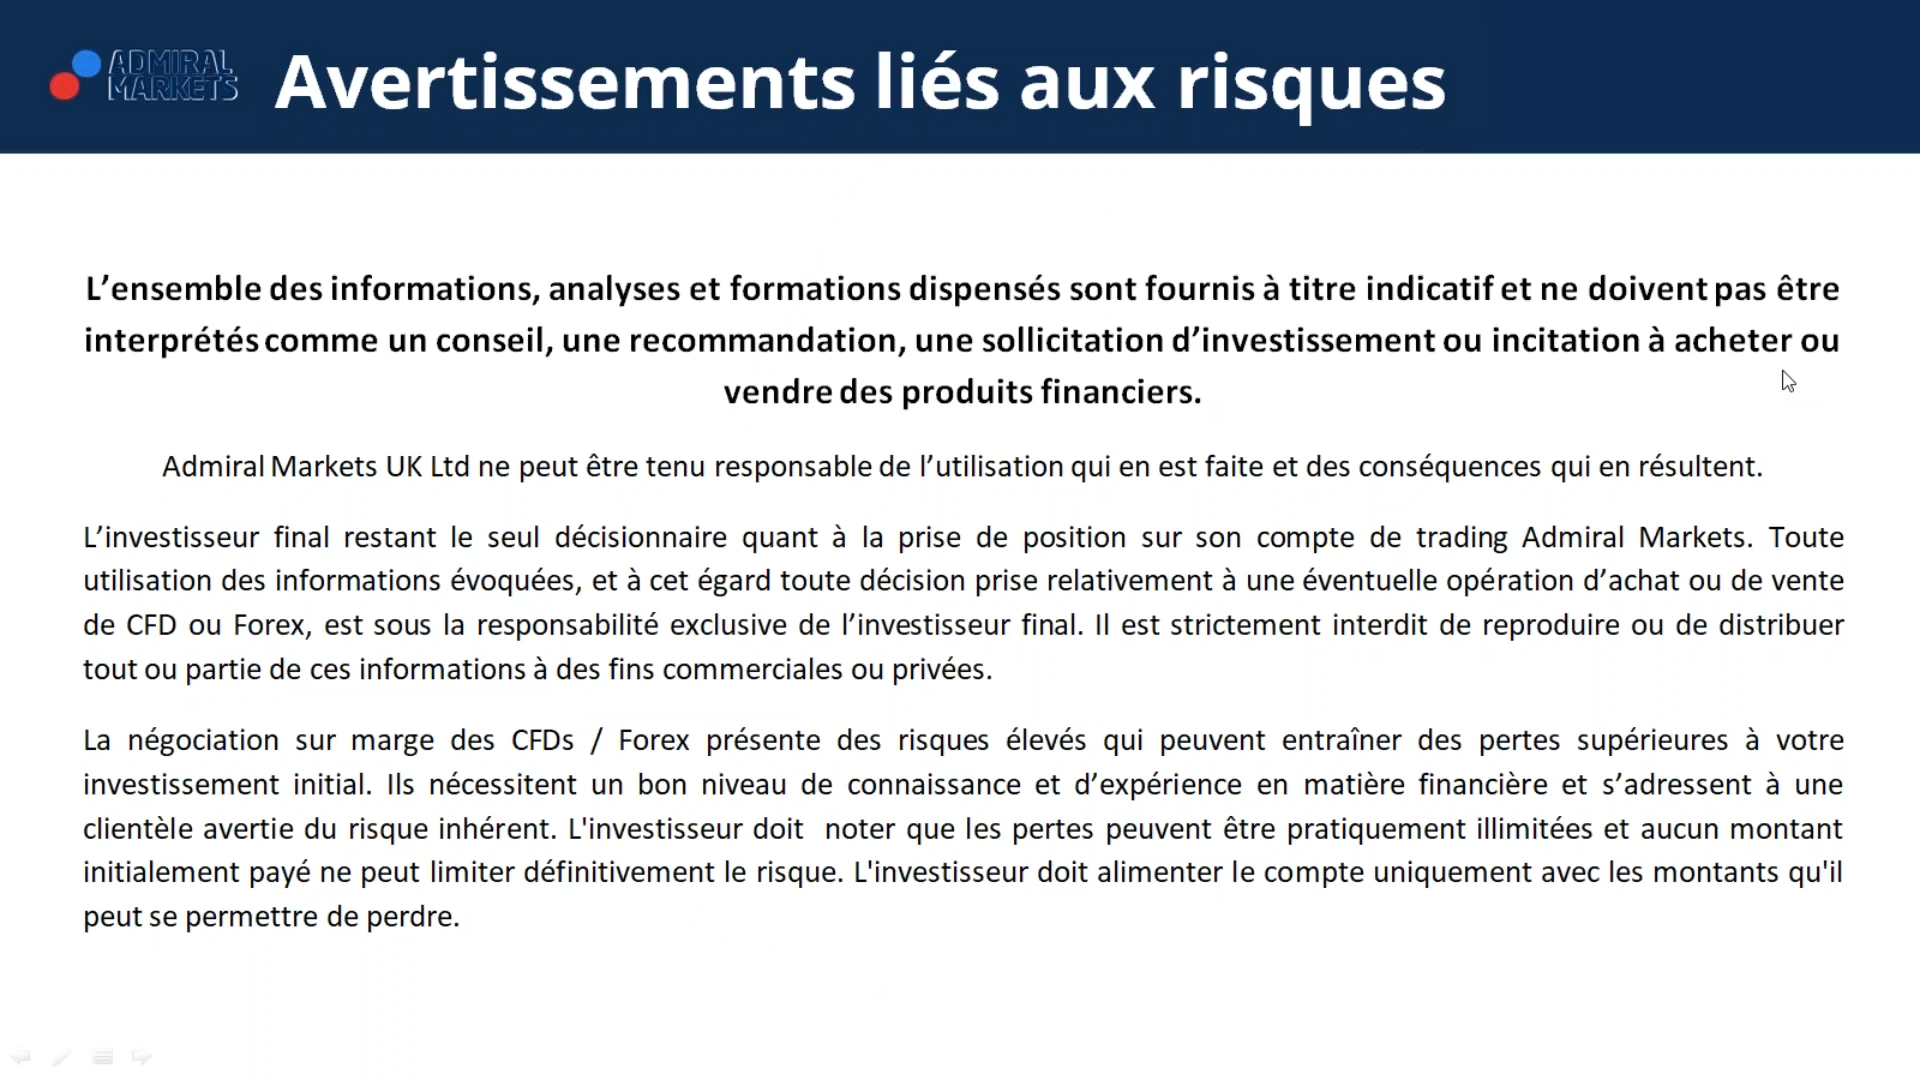 ADMIRAL
MARKETS
Avertissements liés aux risques
L’ensemble des informations, analyses et formations dispensés sont fournis à titre indicatif et ne doivent pas être
interprétés comme un conseil, une recommandation, une sollicitation d’investissement ou incitation à acheter ou
vendre des produits financiers.
Admiral Markets UK Ltd ne peut être tenu responsable de l’utilisation qui en est faite et des conséquences qui en résultent.
L’investisseur final restant le seul décisionnaire quant à la prise de position sur son compte de trading Admiral Markets. Toute
utilisation des informations évoquées, et à cet égard toute décision prise relativement à une éventuelle opération d’achat ou de vente
de CFD ou Forex, est sous la responsabilité exclusive de l’investisseur final. Il est strictement interdit de reproduire ou de distribuer
tout ou partie de ces informations à des fins commerciales ou privées.
La négociation sur marge des CFDs / Forex présente des risques élevés qui peuvent entraîner des pertes supérieures à votre
investissement initial. Ils nécessitent un bon niveau de connaissance et d’expérience en matière financière et s’adressent à une
clientèle avertie du risque inhérent. L'investisseur doit  noter que les pertes peuvent être pratiquement illimitées et aucun montant
initialement payé ne peut limiter définitivement le risque. L'investisseur doit alimenter le compte uniquement avec les montants qu'il
peut se permettre de perdre.